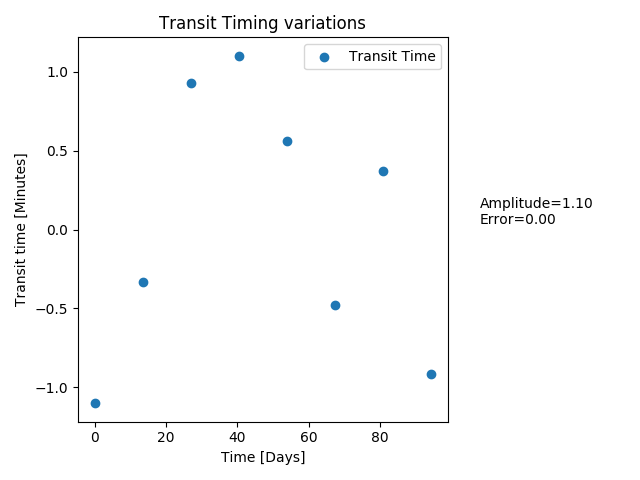 Transit Timing variations
Transit Time
1.0
0.5
0.0
−0.5
−1.0
Transit time [Minutes]
0 20 40 60 80
Time [Days]
Amplitude=1.10
Error=0.00